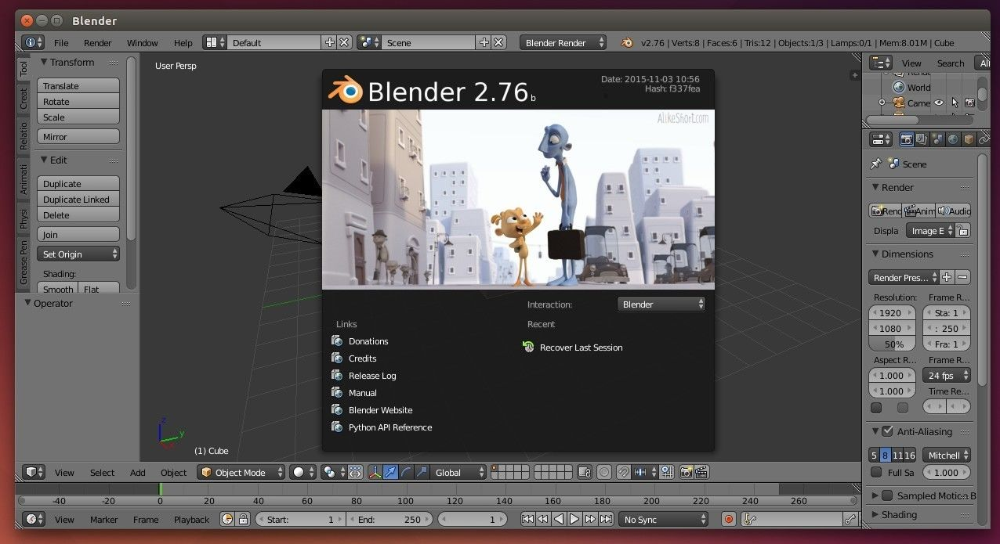 Blender
File Render Window Help Default Scene Blender Render v2.76 | Verts:8 | Faces:6 | Tris:12 | Objects:1/3 | Lamps:0/1 | Mem:8.01M | Cube
Tool
Creat
Relatio
Animati
Physi
Grease Pen
Transform
Translate
Rotate
Scale
Mirror
Edit
Duplicate
Duplicate Linked
Delete
Join
Set Origin
Shading:
Smooth Flat
Operator
User Persp
(1) Cube
z
y
Blender 2.76 b
Date: 2015-11-03 10:56
Hash: f337fea
AlikeShort.com
Interaction: Blender
Links
Donations
Credits
Release Log
Manual
Blender Website
Python API Reference
Recent
Recover Last Session
View Search Al
World
Came
Scene
Render
Rend Anim Audio
Displa Image E
Dimensions
Render Pres...
Resolution: Frame R...
1920 Sta: 1
1080 : 250
50% Fra: 1
Aspect R... Frame R...
1.000 24 fps
1.000 Time Re...
Anti-Aliasing
5 8 11 16 Mitchell
Full Sa 1.000
Sampled Motion B
Shading
View Select Add Object Object Mode Global
-40 -20 0 20 40 60 80 100 120 140 160 180 200 220 240 260
View Marker Frame Playback Start: 1 End: 250 1 No Sync